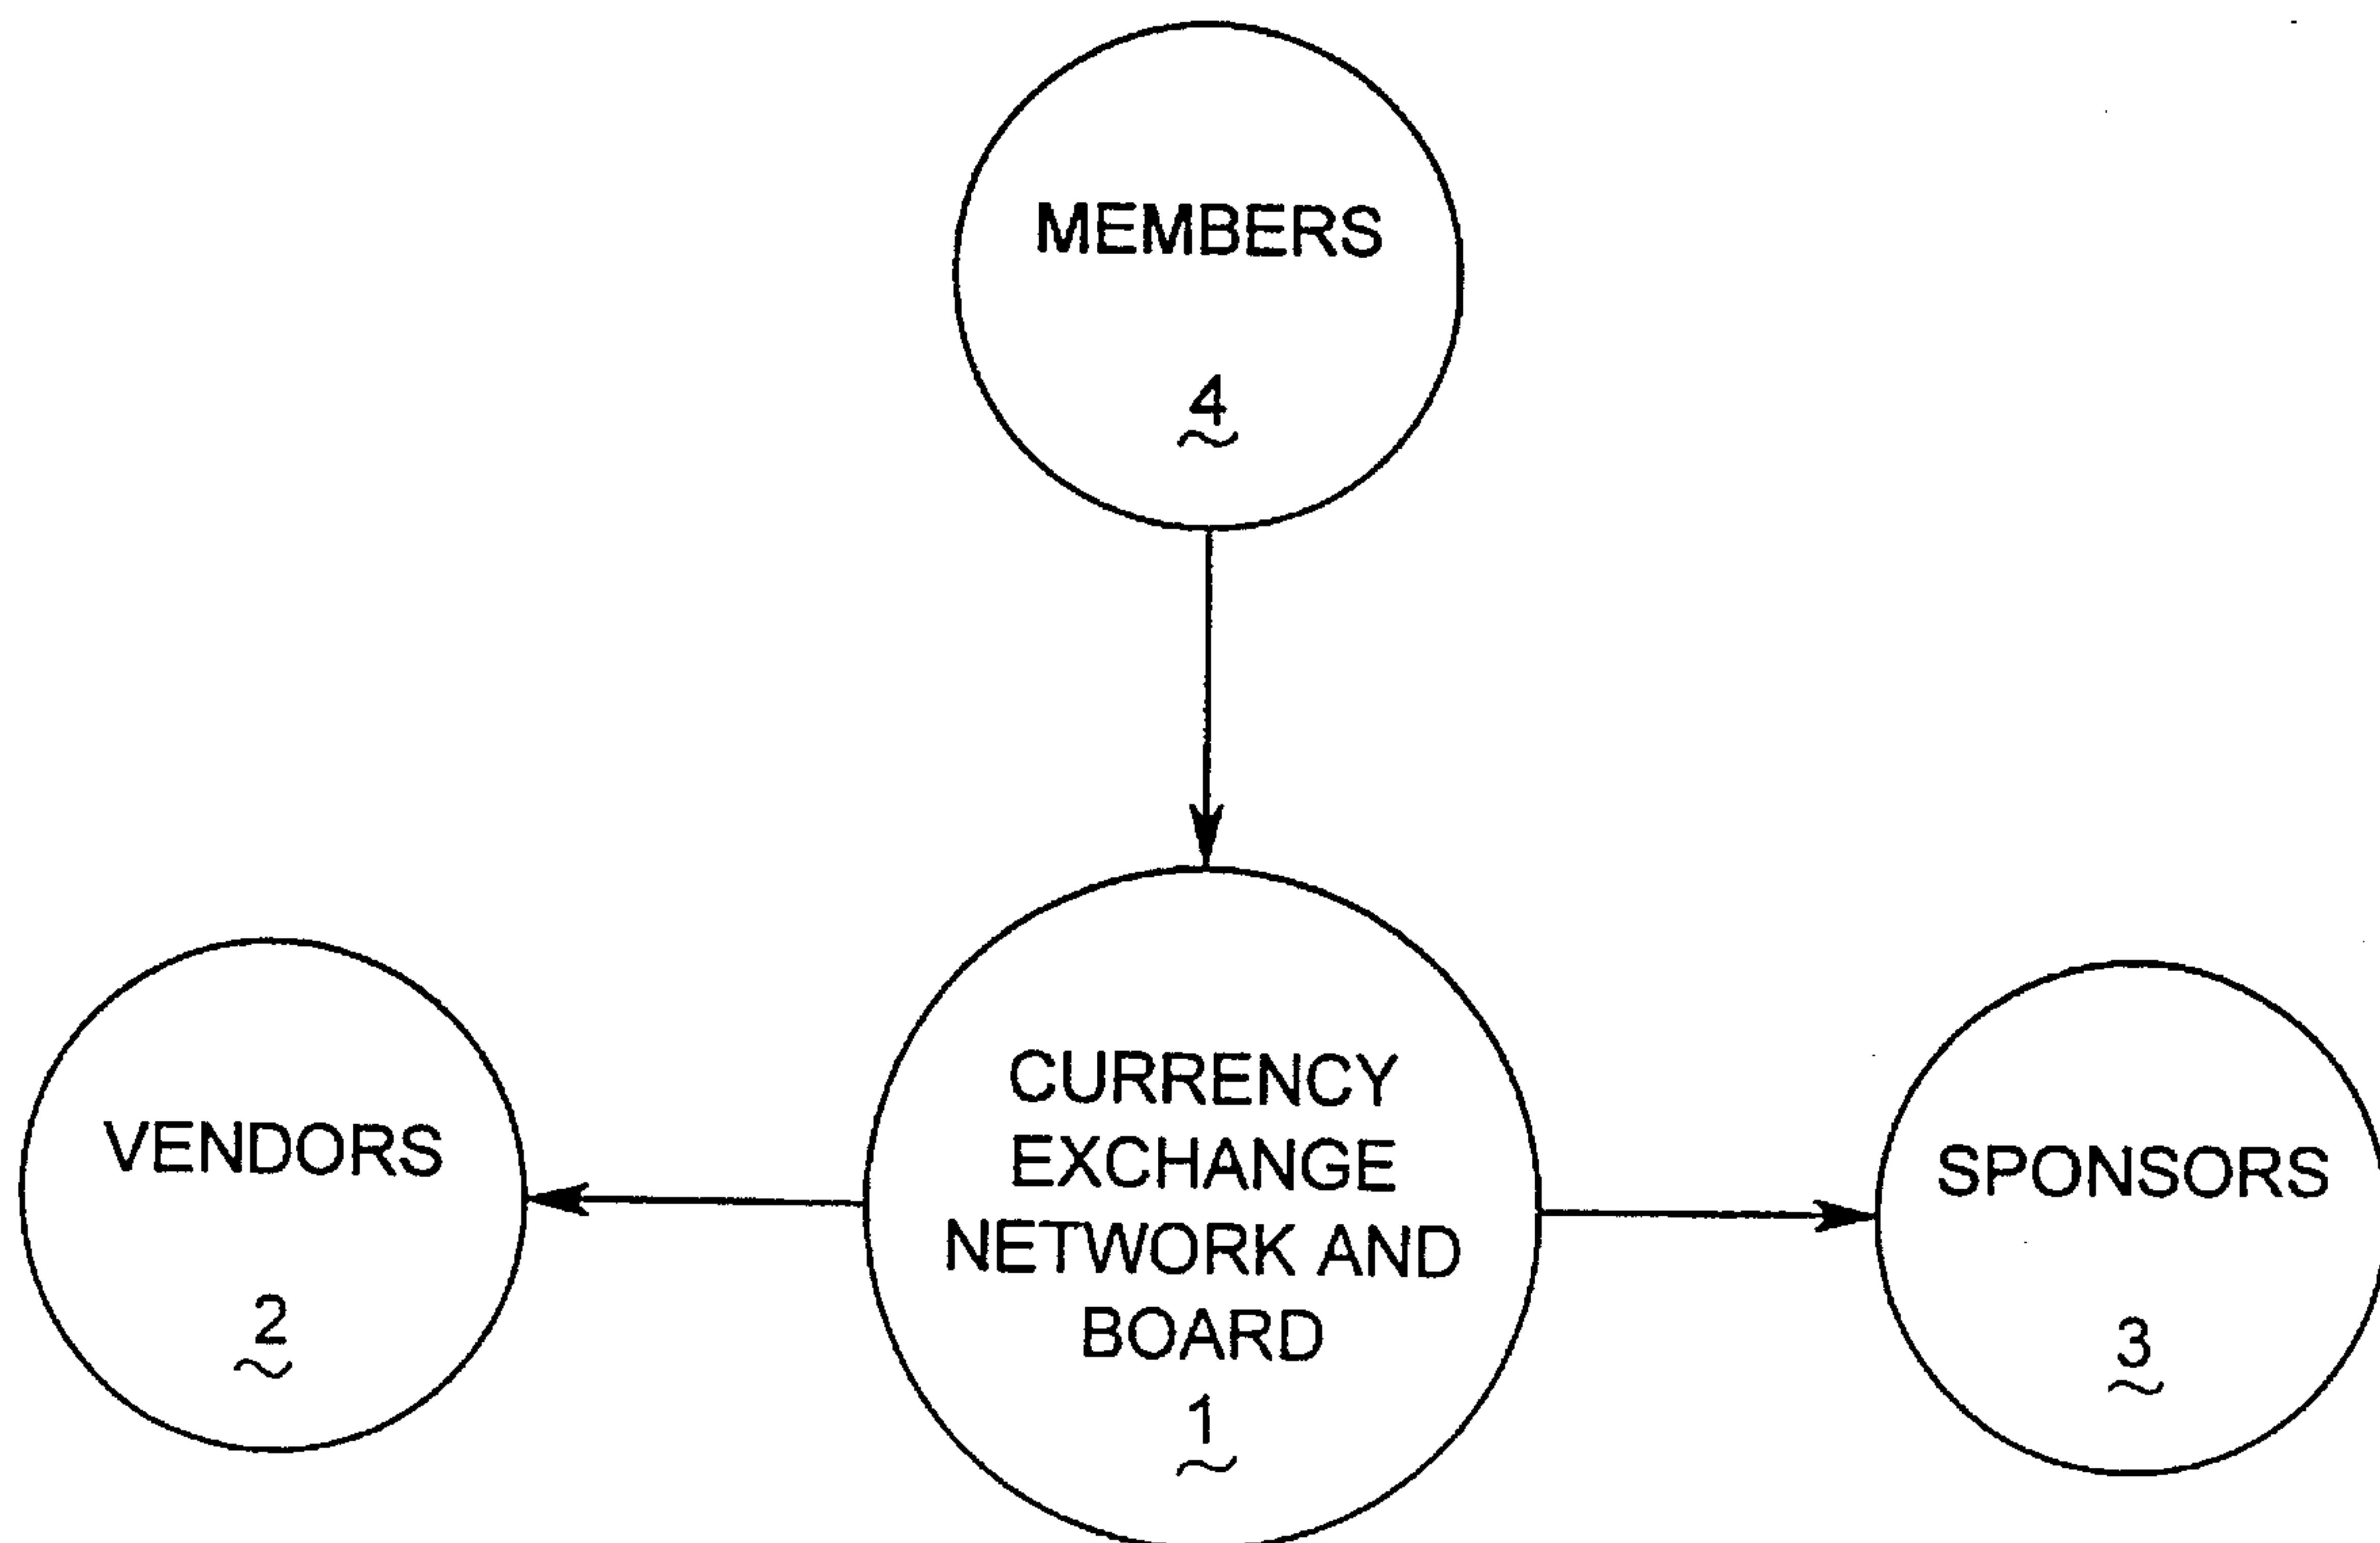 MEMBERS
4
VENDORS
2
CURRENCY
EXCHANGE
NETWORK AND
BOARD
1
SPONSORS
3